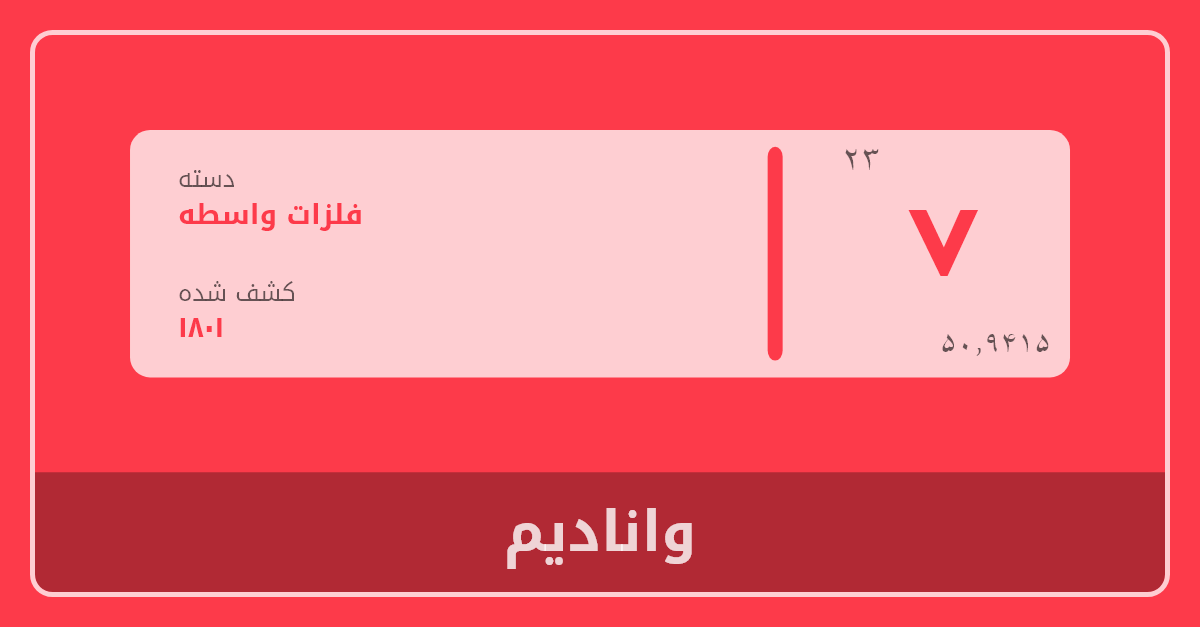 ۲۳
V
۵۰,۹۴۱۵
دسته
فلزات واسطه
کشف شده
۱۸۰۱
وانادیم